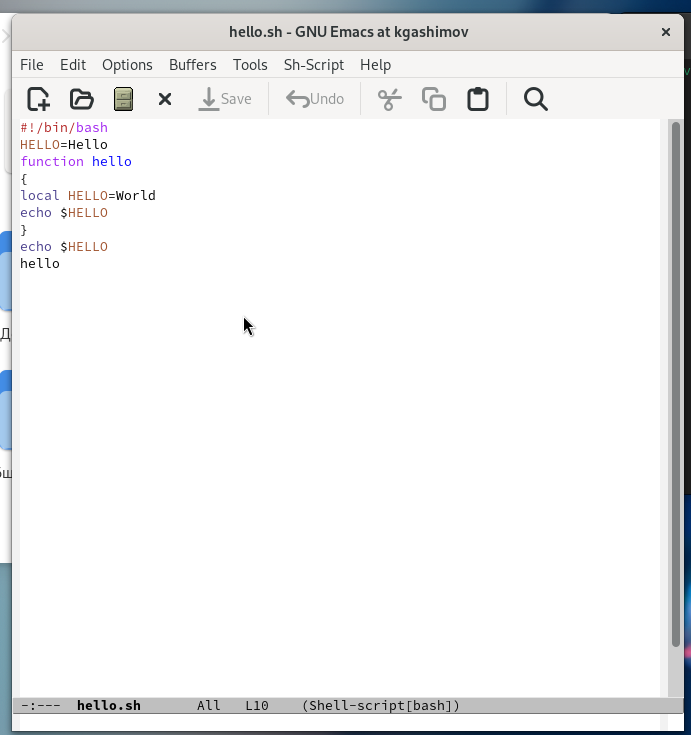 hello.sh - GNU Emacs at kgashimov
File Edit Options Buffers Tools Sh-Script Help
Save Undo
#!/bin/bash
HELLO=Hello
function hello
{
local HELLO=World
echo $HELLO
}
echo $HELLO
hello
-:--- hello.sh All L10 (Shell-script[bash])